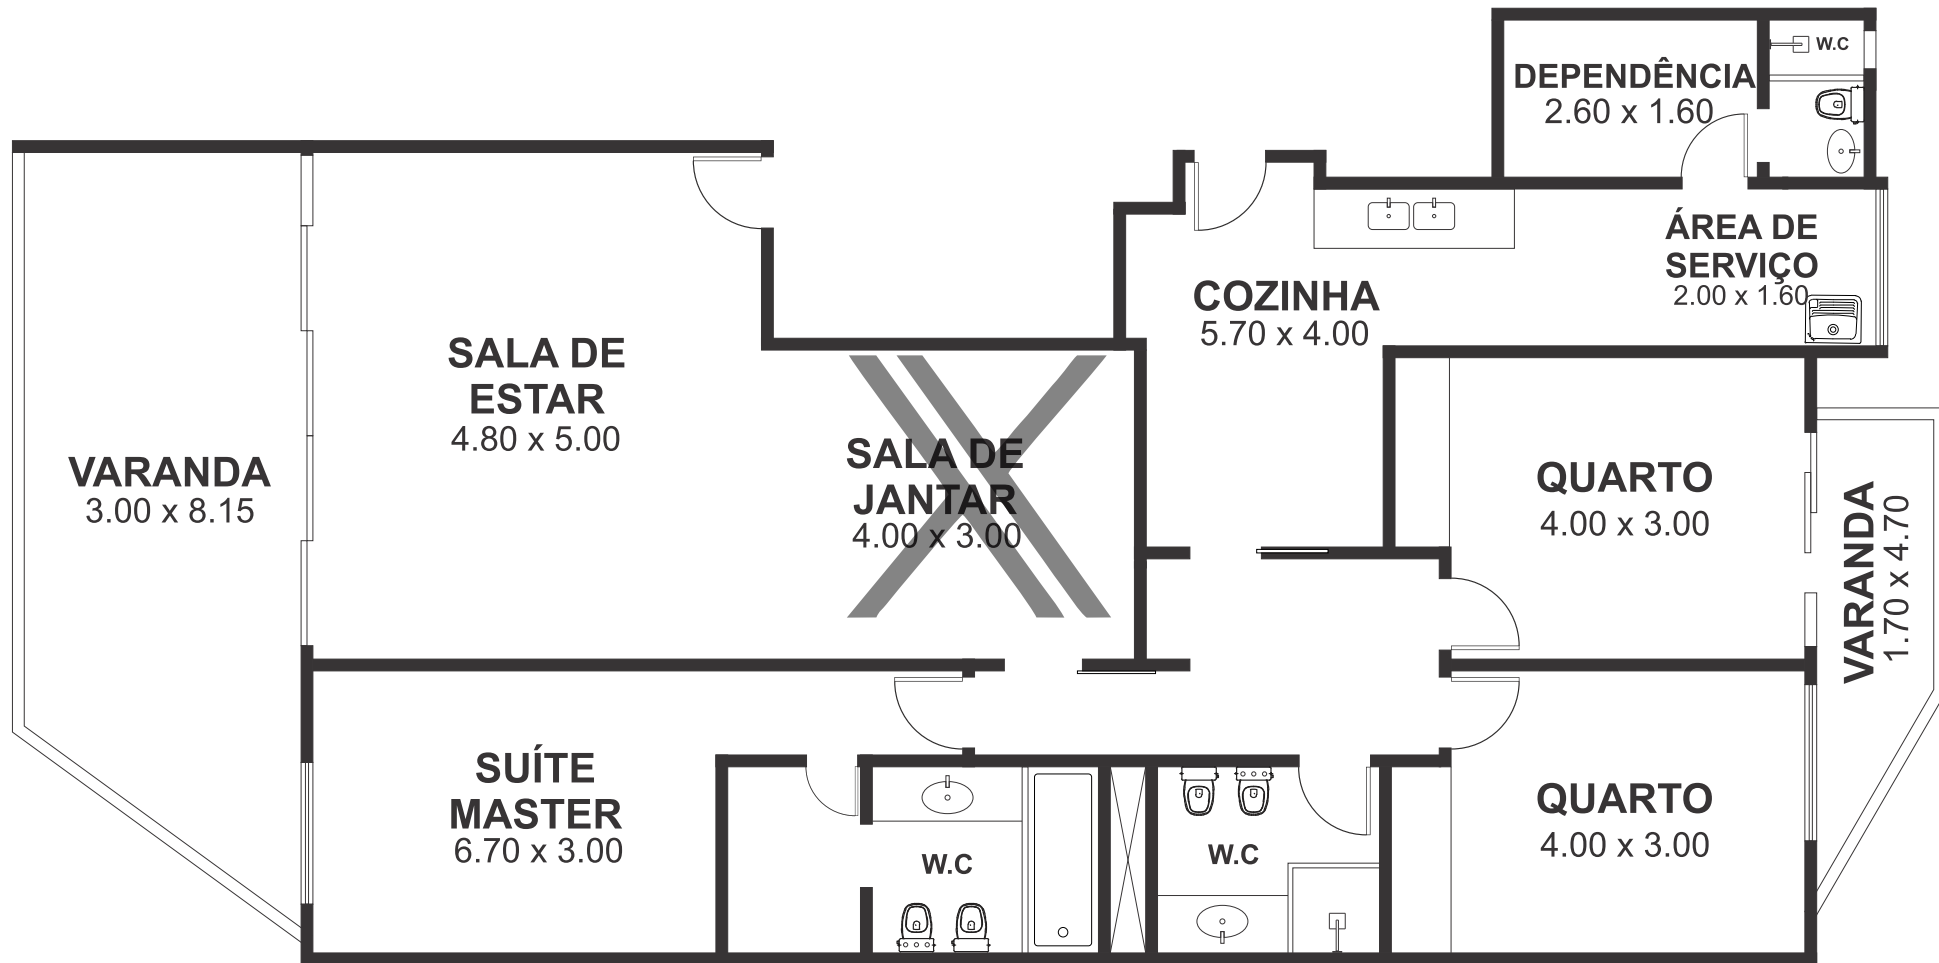 DEPENDÊNCIA
2.60 x 1.60
W.C
ÁREA DE
SERVIÇO
2.00 x 1.60
COZINHA
5.70 x 4.00
SALA DE
ESTAR
4.80 x 5.00
SALA DE
JANTAR
4.00 x 3.00
VARANDA
3.00 x 8.15
QUARTO
4.00 x 3.00
VARANDA
1.70 x 4.70
SUÍTE
MASTER
6.70 x 3.00
W.C
W.C
QUARTO
4.00 x 3.00